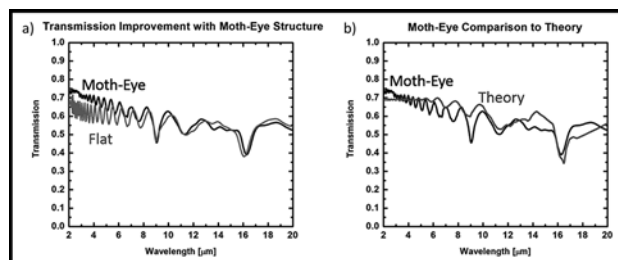 a) Transmission Improvement with Moth-Eye Structure
1.0
0.9
0.8
0.7
0.6
0.5
0.4
0.3
0.2
0.1
0.0
Transmission
Moth-Eye
Flat
2 4 6 8 10 12 14 16 18 20
Wavelength [µm]
b) Moth-Eye Comparison to Theory
1.0
0.9
0.8
0.7
0.6
0.5
0.4
0.3
0.2
0.1
0.0
Transmission
Moth-Eye
Theory
2 4 6 8 10 12 14 16 18 20
Wavelength [µm]